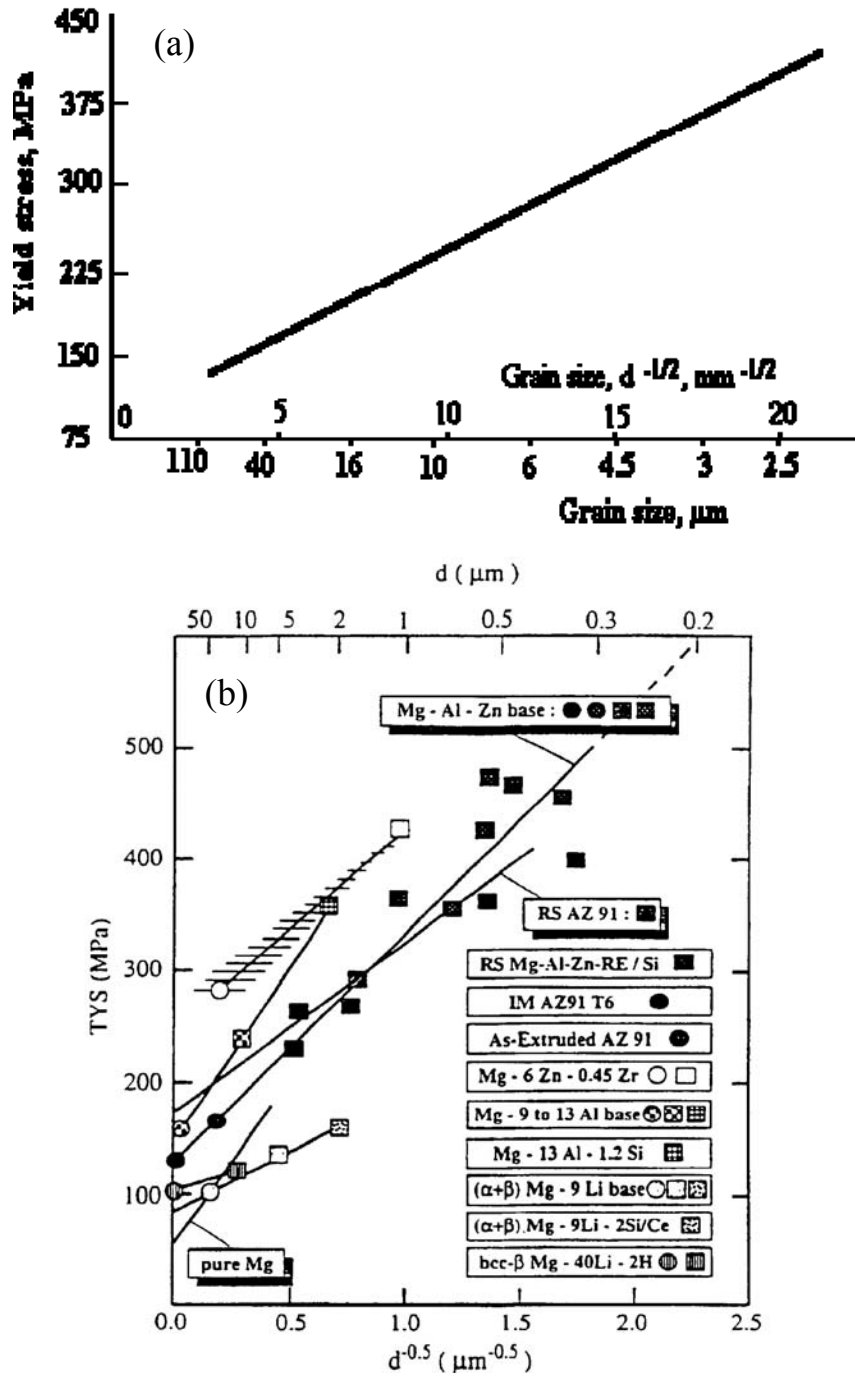 (a)
450
375
300
225
150
75
Yield stress, MPa
Grain size, d -1/2, mm -1/2
0 5 10 15 20
110 40 16 10 6 4.5 3 2.5
Grain size, µm
d ( µm )
50 10 5 2 1 0.5 0.3 0.2
(b)
Mg - Al - Zn base :
500
400
300
200
100
000
TYS (MPa)
RS AZ 91 :
RS Mg-Al-Zn-RE / Si
IM AZ91 T6
As-Extruded AZ 91
Mg - 6 Zn - 0.45 Zr
Mg - 9 to 13 Al base
Mg - 13 Al - 1.2 Si
(α+β) Mg - 9 Li base
(α+β).Mg - 9Li - 2Si/Ce
bcc-β Mg - 40Li - 2H
pure Mg
0.0 0.5 1.0 1.5 2.0 2.5
d-0.5 ( µm-0.5 )